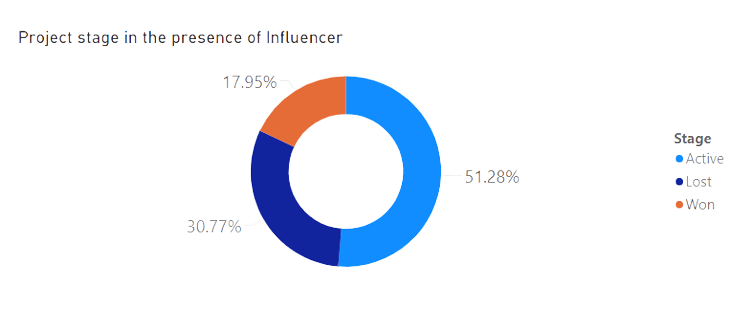 Project stage in the presence of Influencer
17.95%
51.28%
30.77%
Stage
Active
Lost
Won